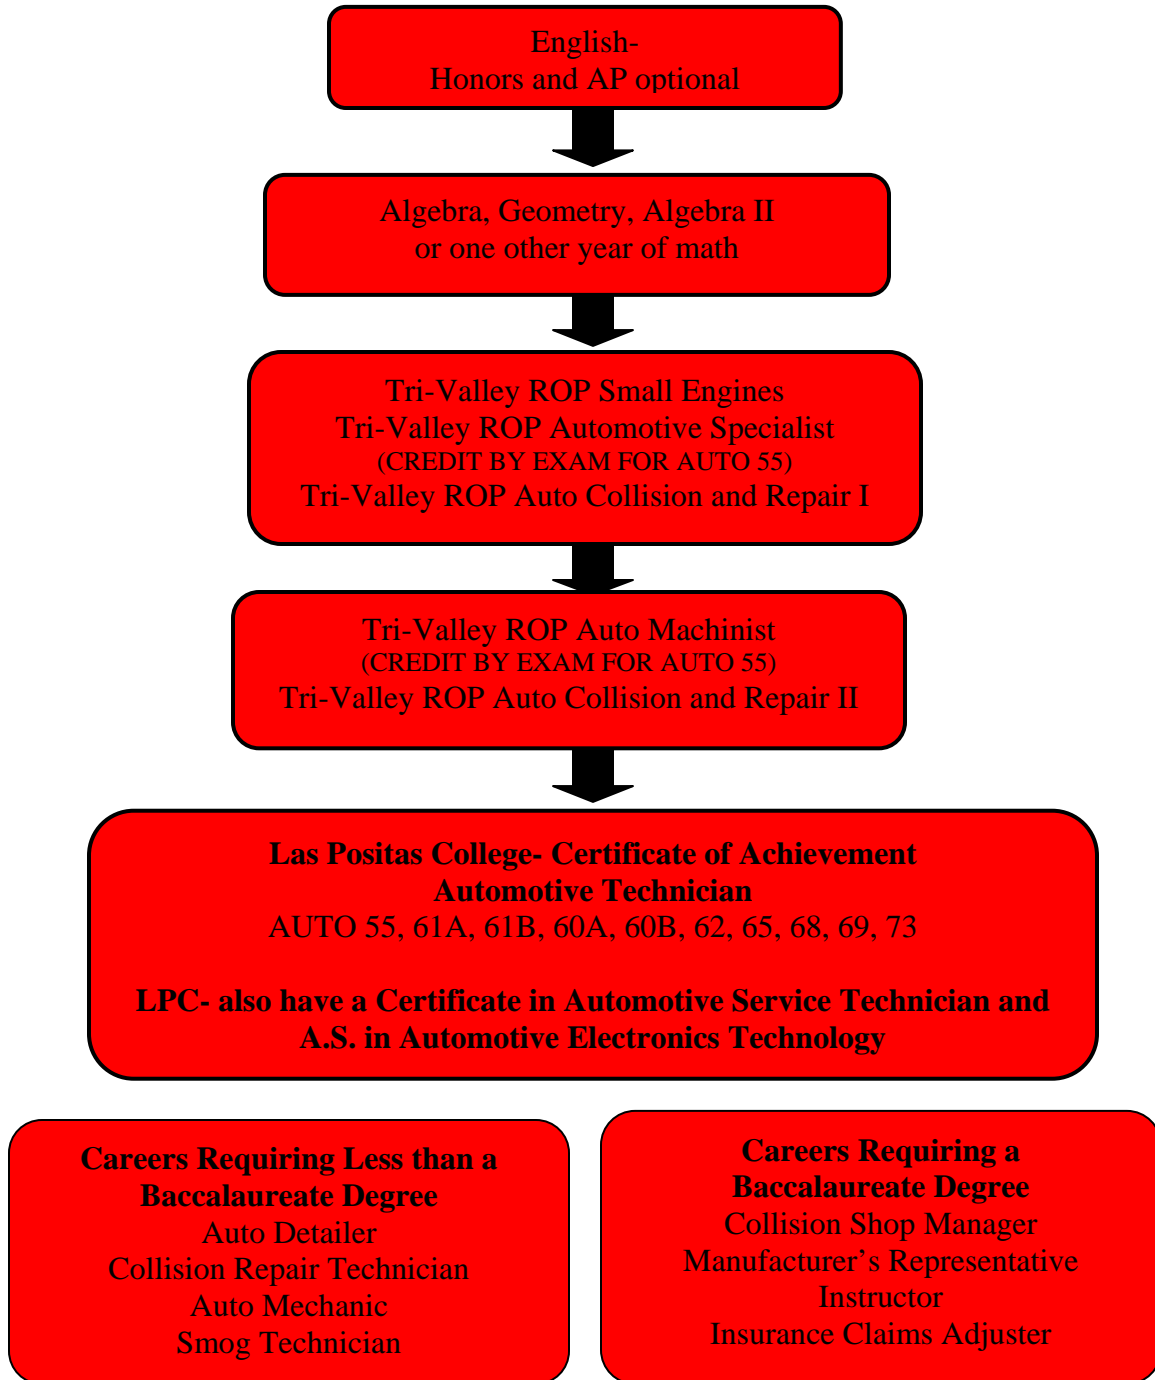 English-
Honors and AP optional
Algebra, Geometry, Algebra II
or one other year of math
Tri-Valley ROP Small Engines
Tri-Valley ROP Automotive Specialist
(CREDIT BY EXAM FOR AUTO 55)
Tri-Valley ROP Auto Collision and Repair I
Tri-Valley ROP Auto Machinist
(CREDIT BY EXAM FOR AUTO 55)
Tri-Valley ROP Auto Collision and Repair II
Las Positas College- Certificate of Achievement
Automotive Technician
AUTO 55, 61A, 61B, 60A, 60B, 62, 65, 68, 69, 73
LPC- also have a Certificate in Automotive Service Technician and
A.S. in Automotive Electronics Technology
Careers Requiring Less than a
Baccalaureate Degree
Auto Detailer
Collision Repair Technician
Auto Mechanic
Smog Technician
Careers Requiring a
Baccalaureate Degree
Collision Shop Manager
Manufacturer’s Representative
Instructor
Insurance Claims Adjuster